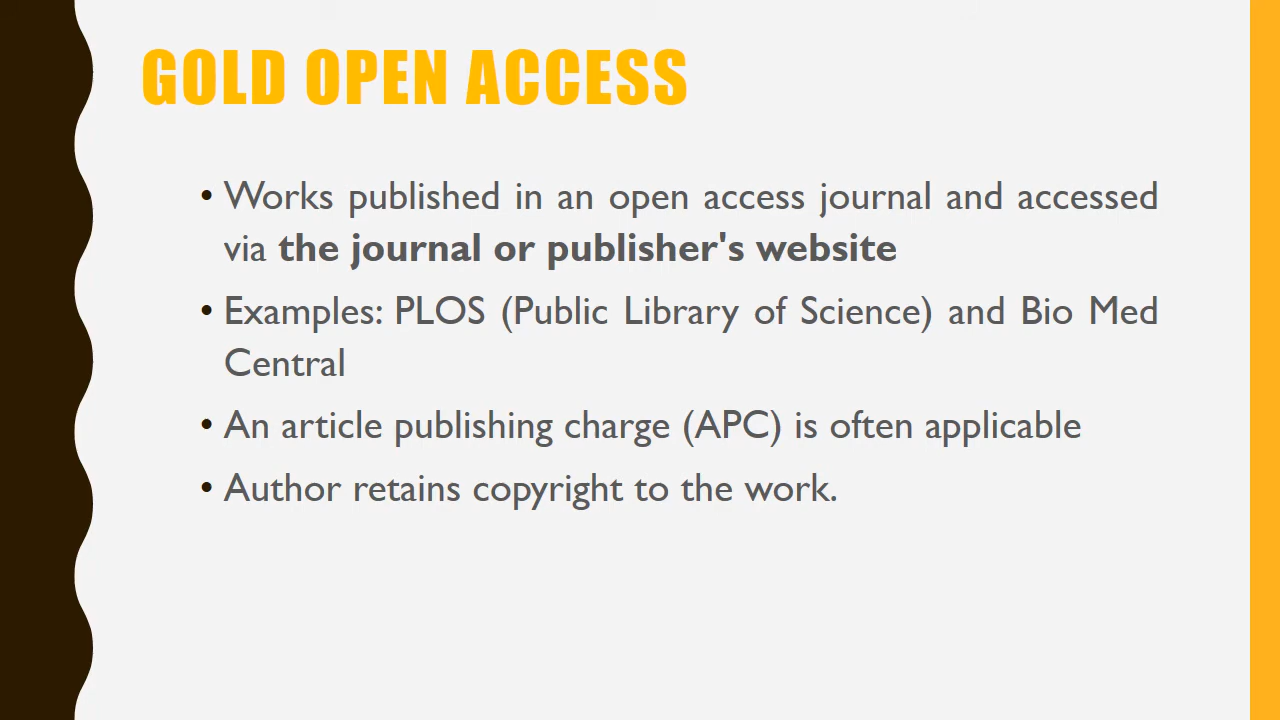 GOLD OPEN ACCESS
• Works published in an open access journal and accessed
via the journal or publisher's website
• Examples: PLOS (Public Library of Science) and Bio Med
Central
• An article publishing charge (APC) is often applicable
• Author retains copyright to the work.